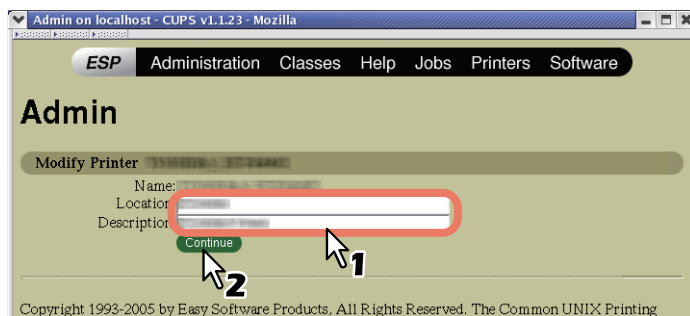 Admin on localhost - CUPS v1.1.23 - Mozilla
ESP Administration Classes Help Jobs Printers Software
Admin
Modify Printer
Name:
Location
Description
Continue
1
2
Copyright 1993-2005 by Easy Software Products, All Rights Reserved. The Common UNIX Printing